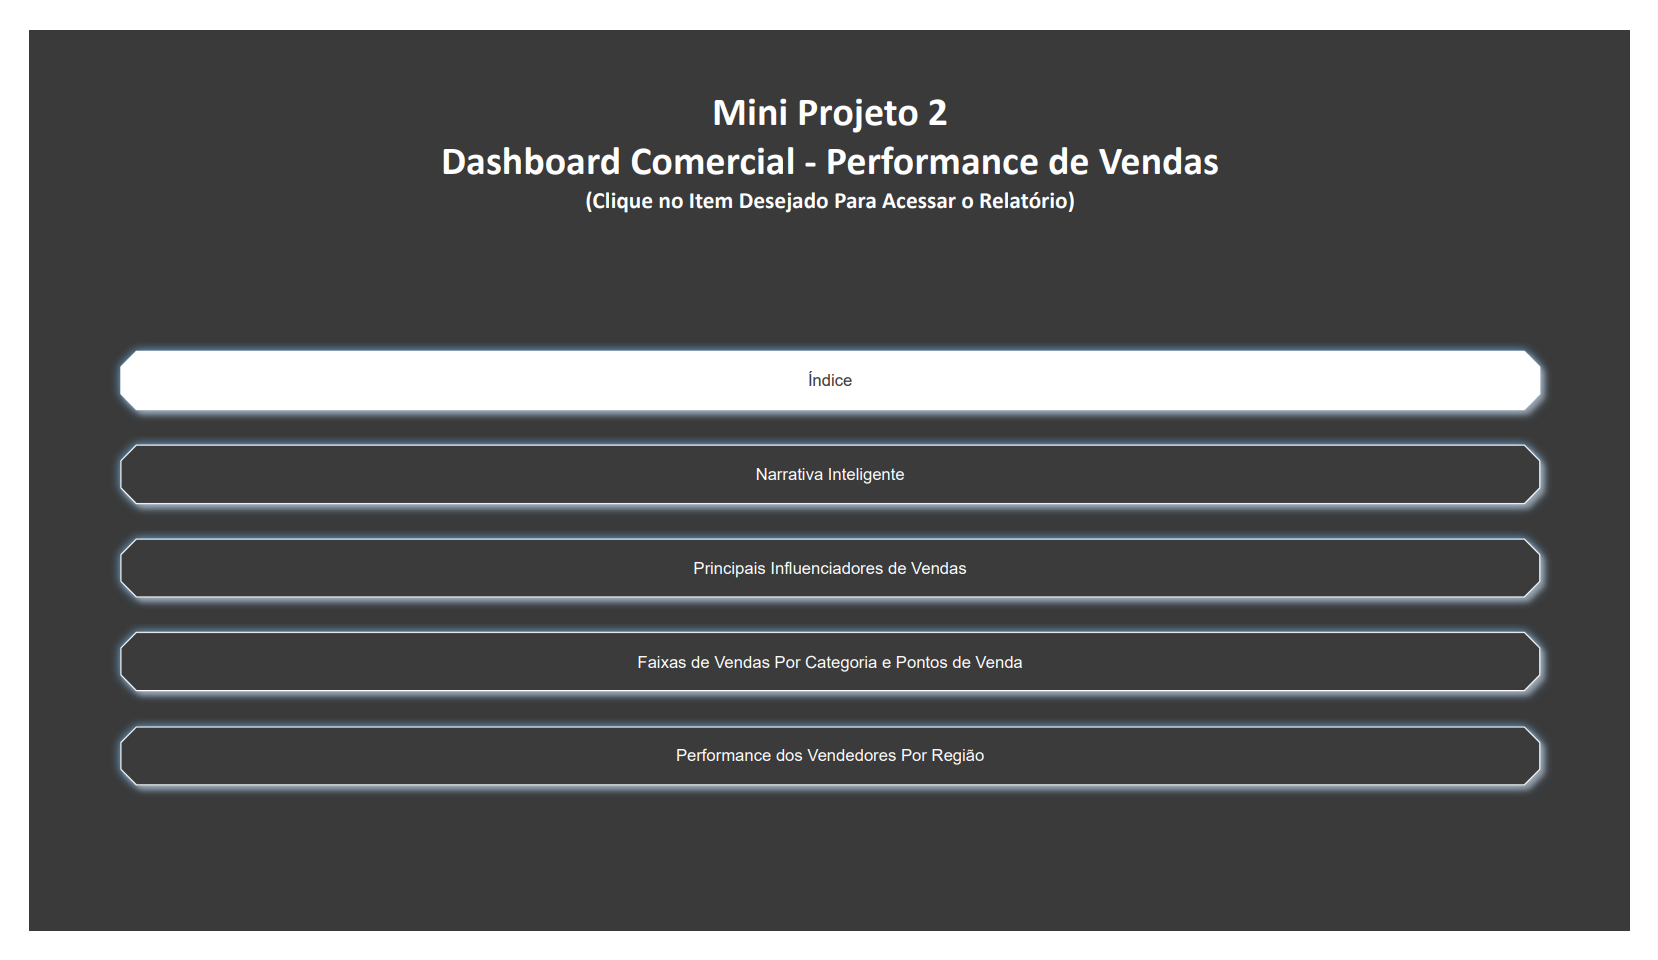 Mini Projeto 2
Dashboard Comercial - Performance de Vendas
(Clique no Item Desejado Para Acessar o Relatório)
Índice
Narrativa Inteligente
Principais Influenciadores de Vendas
Faixas de Vendas Por Categoria e Pontos de Venda
Performance dos Vendedores Por Região